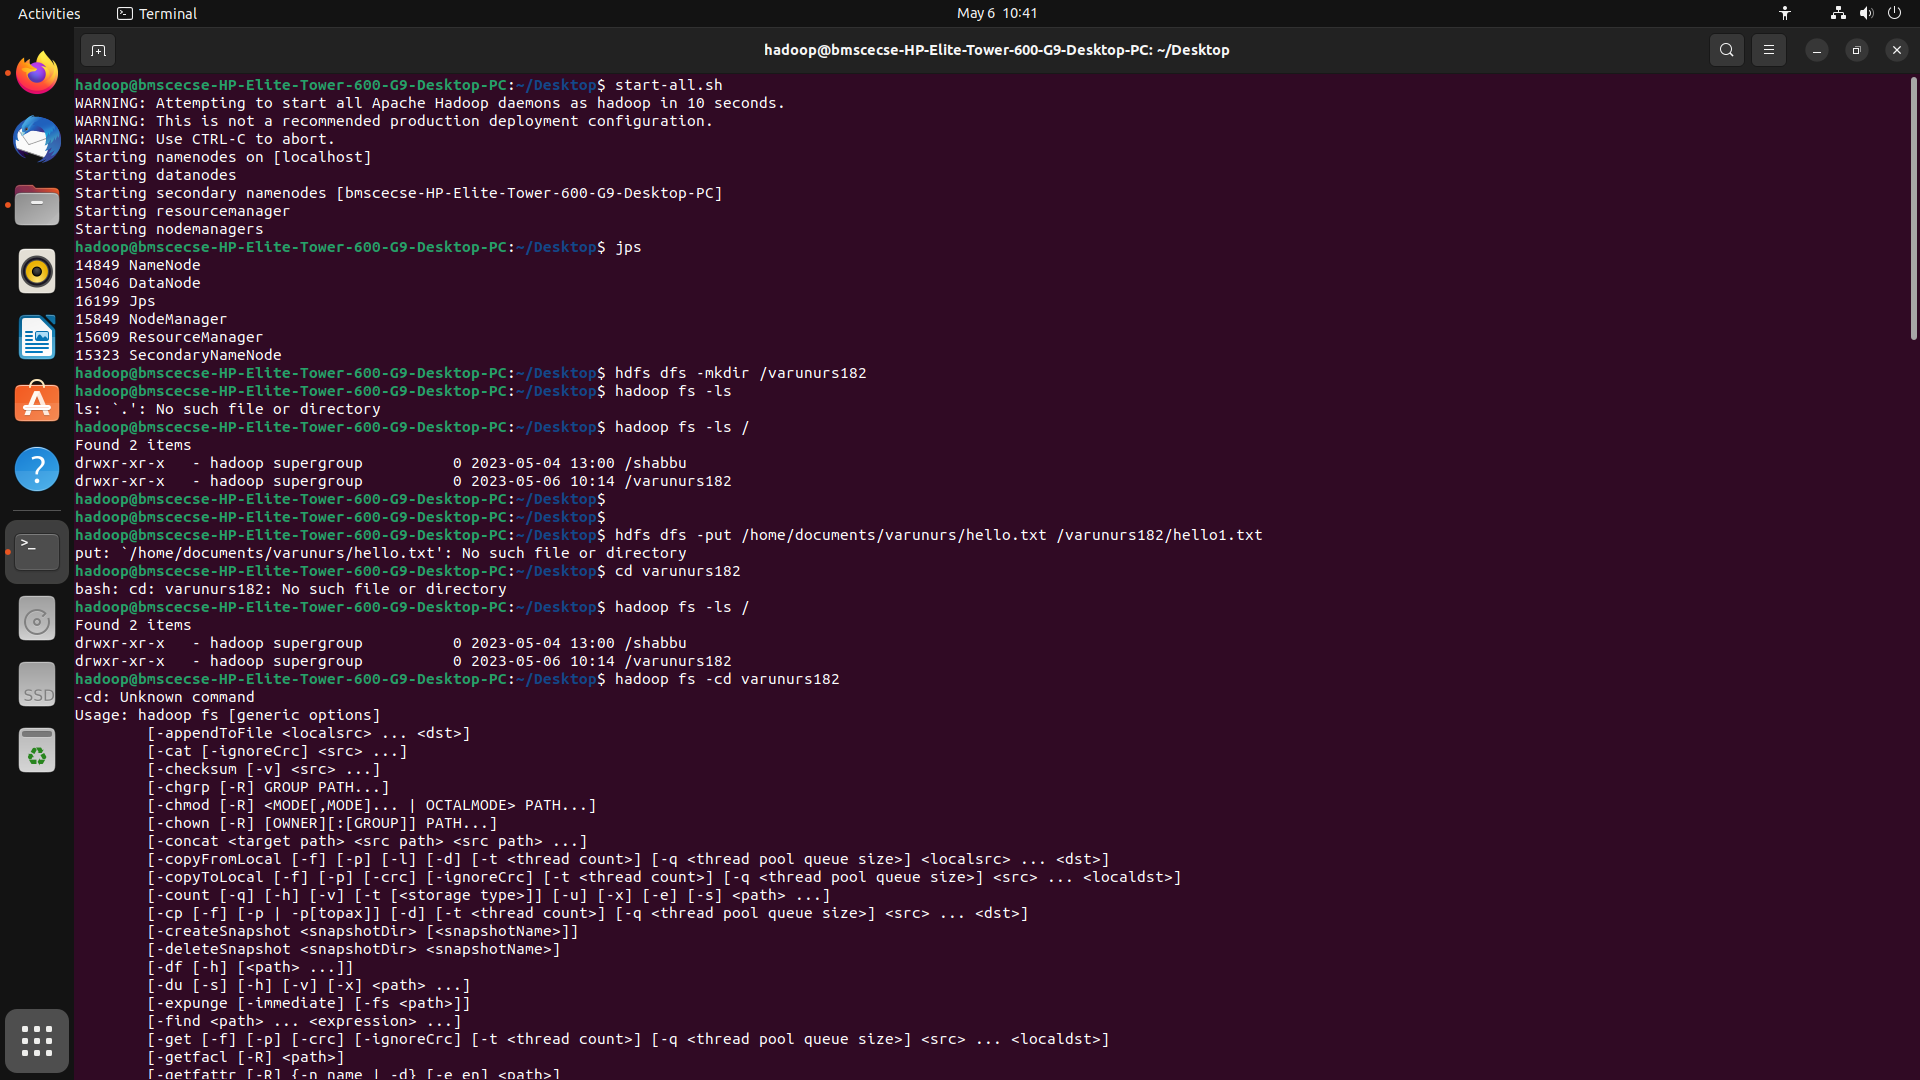 Activities
Terminal
May 6 10:41
hadoop@bmscecse-HP-Elite-Tower-600-G9-Desktop-PC: ~/Desktop
hadoop@bmscecse-HP-Elite-Tower-600-G9-Desktop-PC:~/Desktop$ start-all.sh
WARNING: Attempting to start all Apache Hadoop daemons as hadoop in 10 seconds.
WARNING: This is not a recommended production deployment configuration.
WARNING: Use CTRL-C to abort.
Starting namenodes on [localhost]
Starting datanodes
Starting secondary namenodes [bmscecse-HP-Elite-Tower-600-G9-Desktop-PC]
Starting resourcemanager
Starting nodemanagers
hadoop@bmscecse-HP-Elite-Tower-600-G9-Desktop-PC:~/Desktop$ jps
14849 NameNode
15046 DataNode
16199 Jps
15849 NodeManager
15609 ResourceManager
15323 SecondaryNameNode
hadoop@bmscecse-HP-Elite-Tower-600-G9-Desktop-PC:~/Desktop$ hdfs dfs -mkdir /varunurs182
hadoop@bmscecse-HP-Elite-Tower-600-G9-Desktop-PC:~/Desktop$ hadoop fs -ls
ls: `.': No such file or directory
hadoop@bmscecse-HP-Elite-Tower-600-G9-Desktop-PC:~/Desktop$ hadoop fs -ls /
Found 2 items
drwxr-xr-x   - hadoop supergroup          0 2023-05-04 13:00 /shabbu
drwxr-xr-x   - hadoop supergroup          0 2023-05-06 10:14 /varunurs182
hadoop@bmscecse-HP-Elite-Tower-600-G9-Desktop-PC:~/Desktop$
hadoop@bmscecse-HP-Elite-Tower-600-G9-Desktop-PC:~/Desktop$
hadoop@bmscecse-HP-Elite-Tower-600-G9-Desktop-PC:~/Desktop$ hdfs dfs -put /home/documents/varunurs/hello.txt /varunurs182/hello1.txt
put: `/home/documents/varunurs/hello.txt': No such file or directory
hadoop@bmscecse-HP-Elite-Tower-600-G9-Desktop-PC:~/Desktop$ cd varunurs182
bash: cd: varunurs182: No such file or directory
hadoop@bmscecse-HP-Elite-Tower-600-G9-Desktop-PC:~/Desktop$ hadoop fs -ls /
Found 2 items
drwxr-xr-x   - hadoop supergroup          0 2023-05-04 13:00 /shabbu
drwxr-xr-x   - hadoop supergroup          0 2023-05-06 10:14 /varunurs182
hadoop@bmscecse-HP-Elite-Tower-600-G9-Desktop-PC:~/Desktop$ hadoop fs -cd varunurs182
-cd: Unknown command
Usage: hadoop fs [generic options]
[-appendToFile <localsrc> ... <dst>]
[-cat [-ignoreCrc] <src> ...]
[-checksum [-v] <src> ...]
[-chgrp [-R] GROUP PATH...]
[-chmod [-R] <MODE[,MODE]... | OCTALMODE> PATH...]
[-chown [-R] [OWNER][:[GROUP]] PATH...]
[-concat <target path> <src path> <src path> ...]
[-copyFromLocal [-f] [-p] [-l] [-d] [-t <thread count>] [-q <thread pool queue size>] <localsrc> ... <dst>]
[-copyToLocal [-f] [-p] [-crc] [-ignoreCrc] [-t <thread count>] [-q <thread pool queue size>] <src> ... <localdst>]
[-count [-q] [-h] [-v] [-t [<storage type>]] [-u] [-x] [-e] [-s] <path> ...]
[-cp [-f] [-p | -p[topax]] [-d] [-t <thread count>] [-q <thread pool queue size>] <src> ... <dst>]
[-createSnapshot <snapshotDir> [<snapshotName>]]
[-deleteSnapshot <snapshotDir> <snapshotName>]
[-df [-h] [<path> ...]]
[-du [-s] [-h] [-v] [-x] <path> ...]
[-expunge [-immediate] [-fs <path>]]
[-find <path> ... <expression> ...]
[-get [-f] [-p] [-crc] [-ignoreCrc] [-t <thread count>] [-q <thread pool queue size>] <src> ... <localdst>]
[-getfacl [-R] <path>]
[-getfattr [-R] {-n name | -d} [-e en] <path>]
SSD